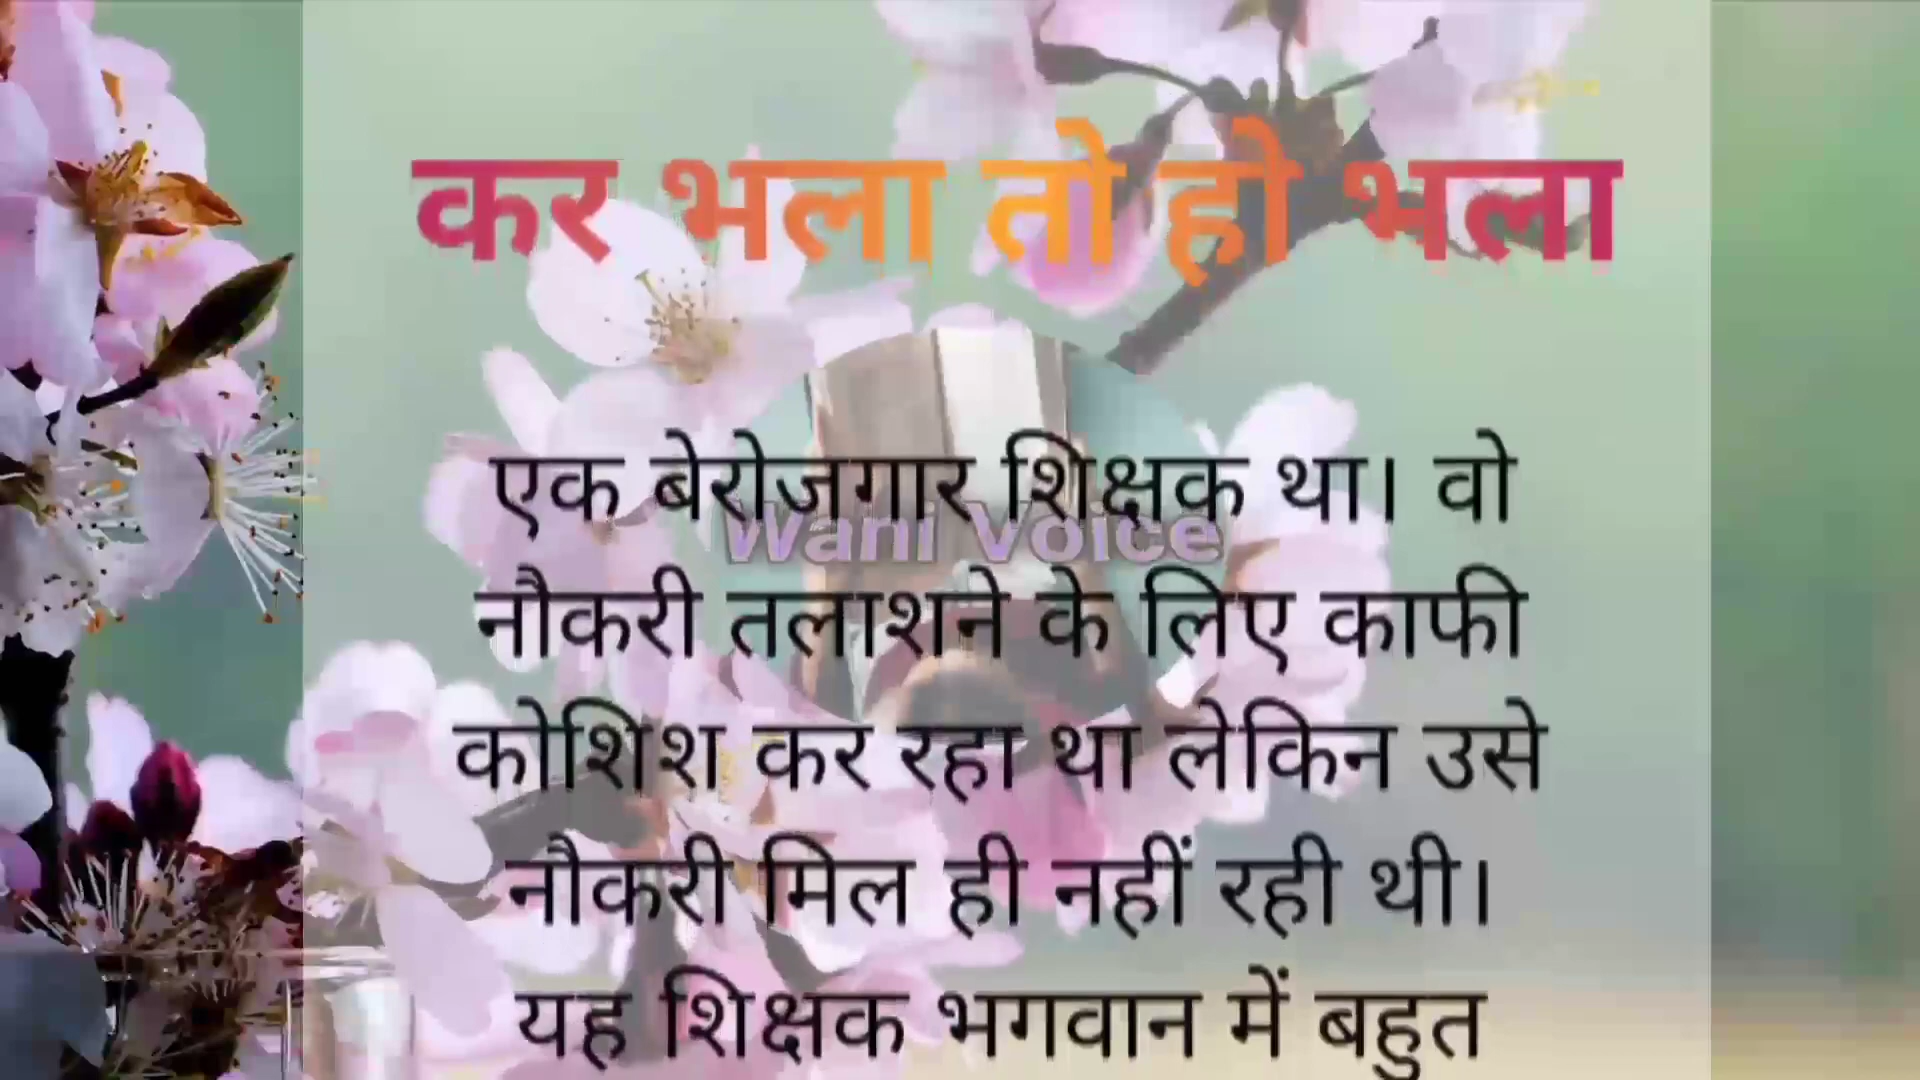 कर भला तो हो भला
एक बेरोजगार शिक्षक था। वो
Wani Voice
नौकरी तलाशने के लिए काफी
कोशिश कर रहा था लेकिन उसे
नौकरी मिल ही नहीं रही थी।
यह शिक्षक भगवान में बहुत